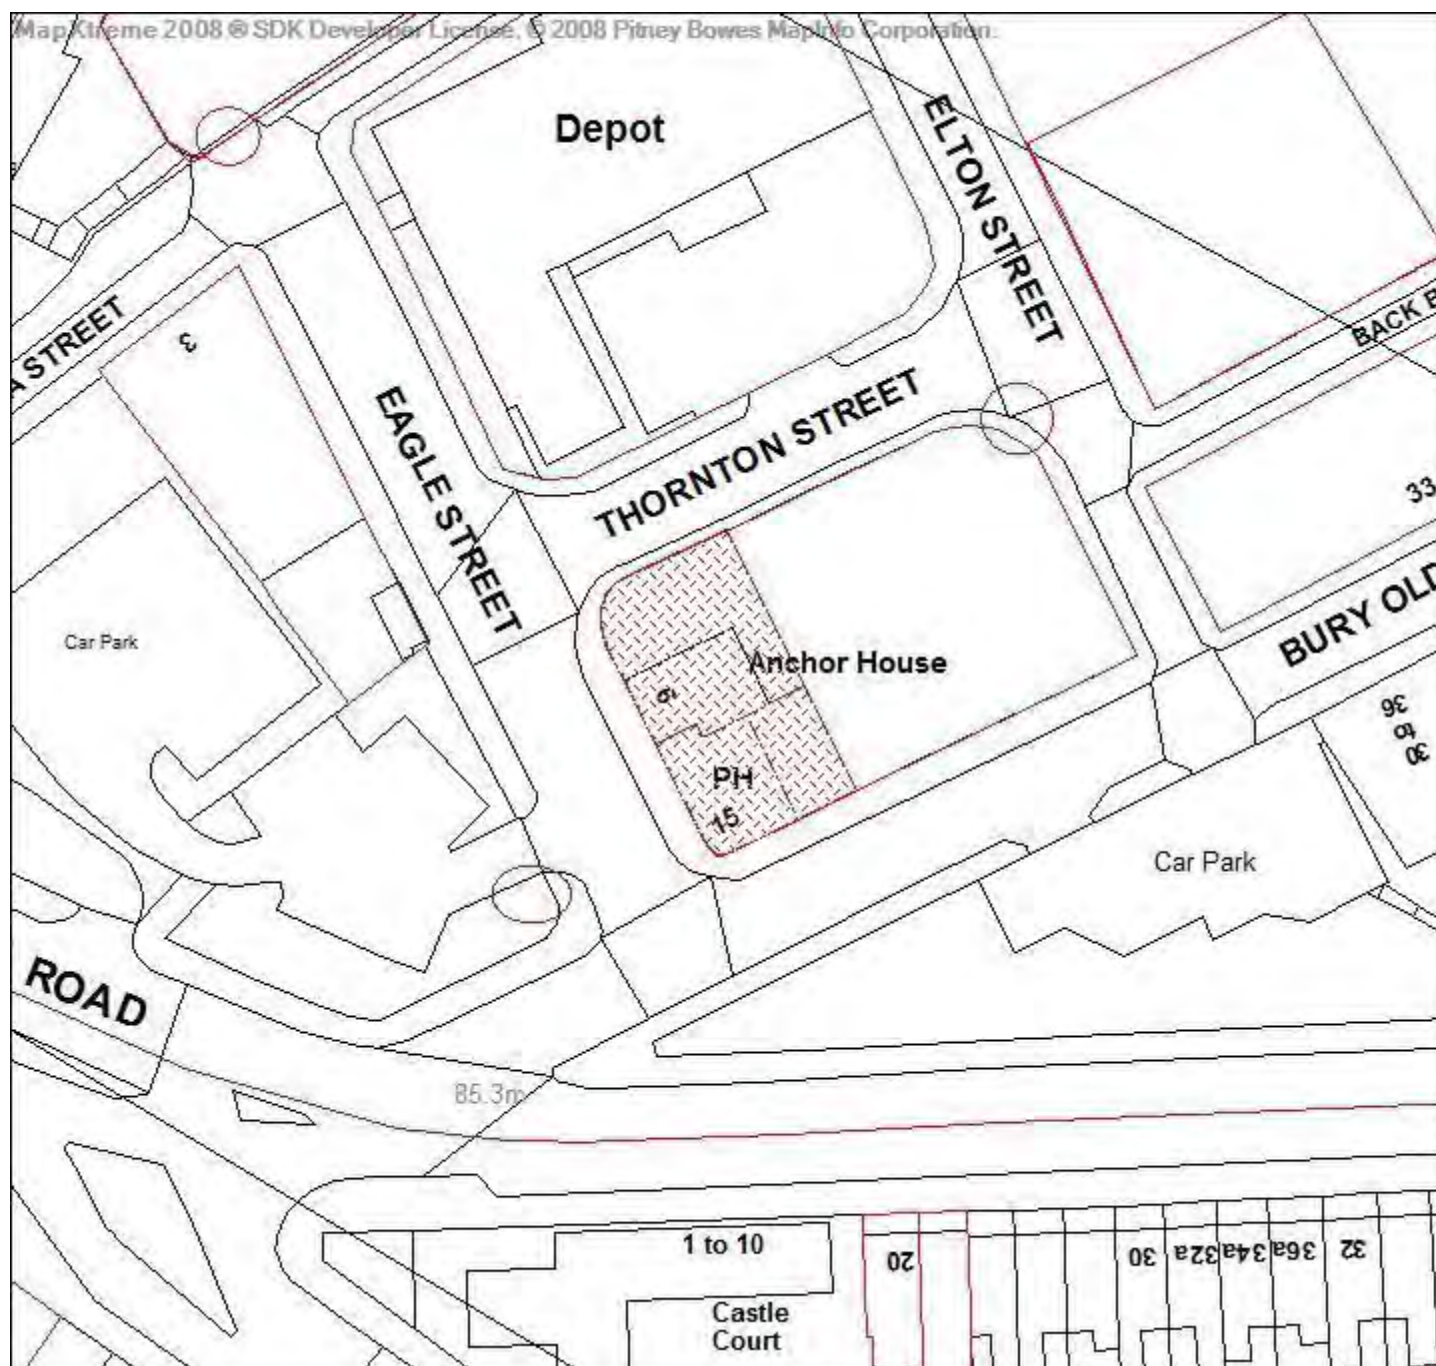 MapXtreme 2008 ® SDK Developer License, © 2008 Pitney Bowes MapInfo Corporation.
Depot
ELTON STREET
A STREET
3
BACK B
EAGLE STREET
THORNTON STREET
33
Car Park
BURY OLD
Anchor House
9
PH
15
30
to
36
Car Park
ROAD
85.3m
1 to 10
20
30
32a
34a
36a
32
Castle
Court